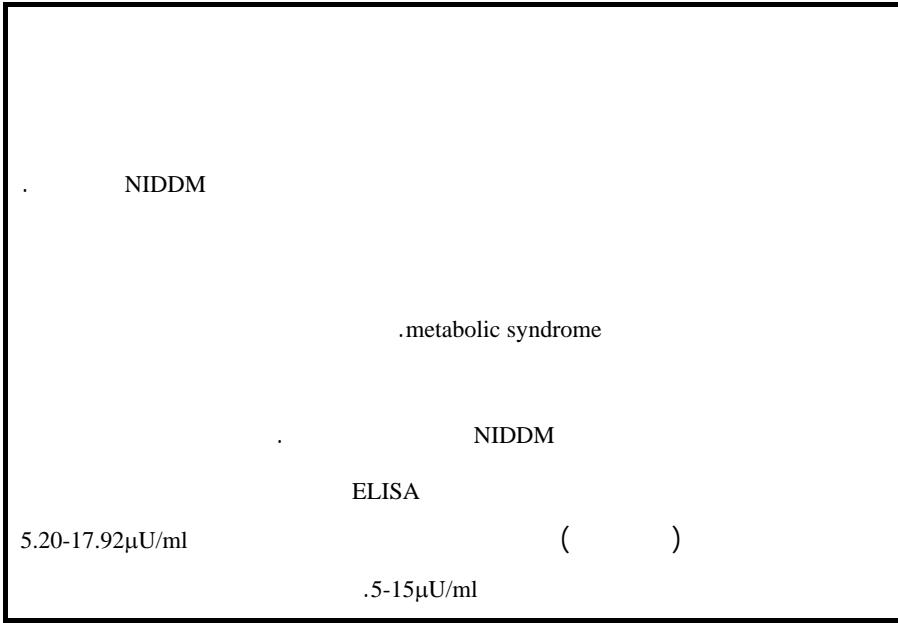 . NIDDM
.metabolic syndrome
. NIDDM
ELISA
5.20-17.92µU/ml ( )
.5-15µU/ml